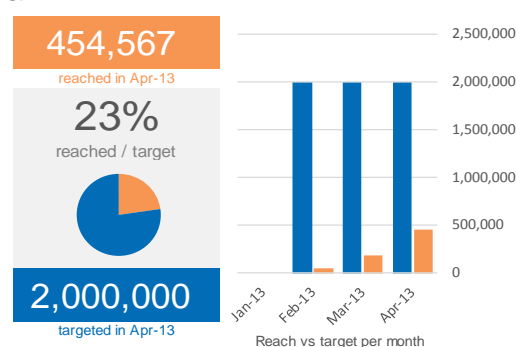 454,567
reached in Apr-13
23%
reached / target
2,000,000
targeted in Apr-13
2,500,000
2,000,000
1,500,000
1,000,000
500,000
0
Jan-13
Feb-13
Mar-13
Apr-13
Reach vs target per month